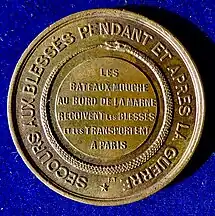 SECOURS AUX BLESSÉS PENDANT ET APRÈS LA GUERRE
LES
BATEAUX-MOUCHE
AU BORD DE LA MARNE
REÇOIVENT LES BLESSÉS
ET LES TRANSPORTENT
A PARIS